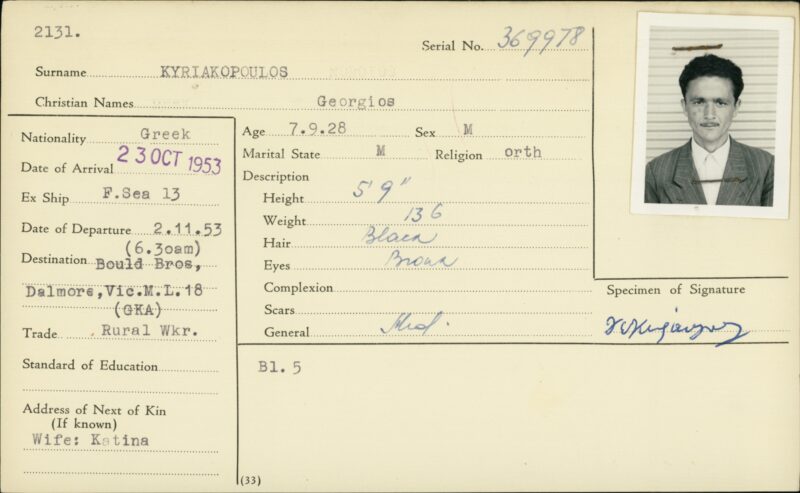 2131.
Serial No. 369978
Surname KYRIAKOPOULOS
Christian Names Georgios
Nationality Greek
Date of Arrival 23 OCT 1953
Ex Ship F.Sea 13
Date of Departure 2.11.53
(6.30am)
Destination Bould Bros,
Dalmore,Vic.M.L.18
(GKA)
Trade Rural Wkr.
Standard of Education
Address of Next of Kin
(If known)
Wife: Katina
Age 7.9.28 Sex M
Marital State M Religion orth
Description
Height 5' 9"
Weight 136
Hair Black
Eyes Brown
Complexion
Scars
General Med.
Bl. 5
(33)
Specimen of Signature